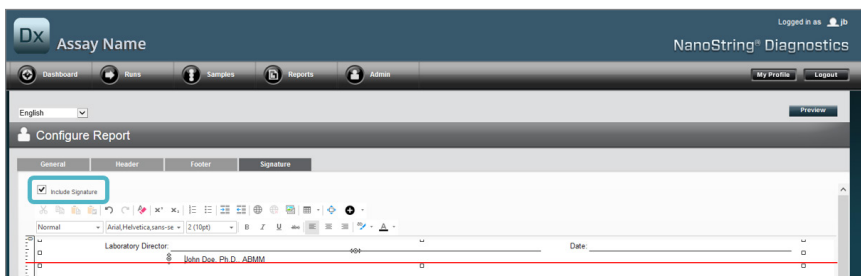 Logged in as jb
Dx Assay Name
NanoString® Diagnostics
Dashboard Runs Samples Reports Admin My Profile Logout
English Preview
Configure Report
General Header Footer Signature
Include Signature
Normal Arial,Helvetica,sans-se 2 (10pt) B I U abc A
Laboratory Director: Date:
John Doe, Ph.D., ABMM